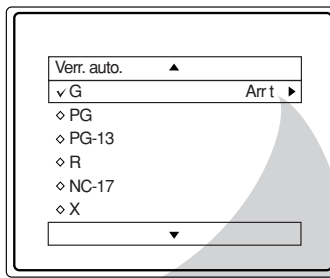 Verr. auto.
G Arr t
PG
PG-13
R
NC-17
X